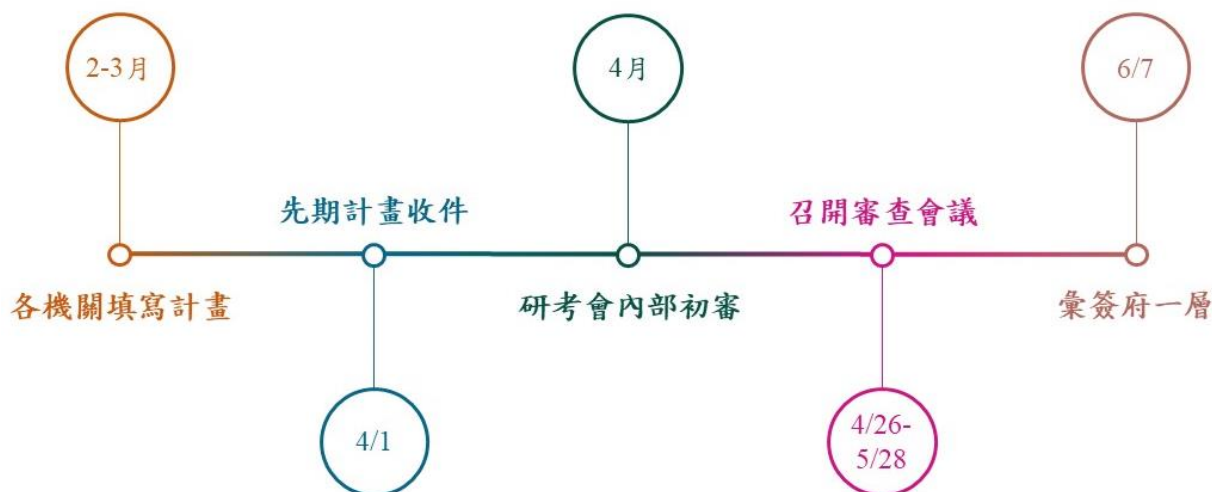 2-3月
各機關填寫計畫
先期計畫收件
4/1
4月
研考會內部初審
召開審查會議
4/26-
5/28
6/7
彙簽府一層